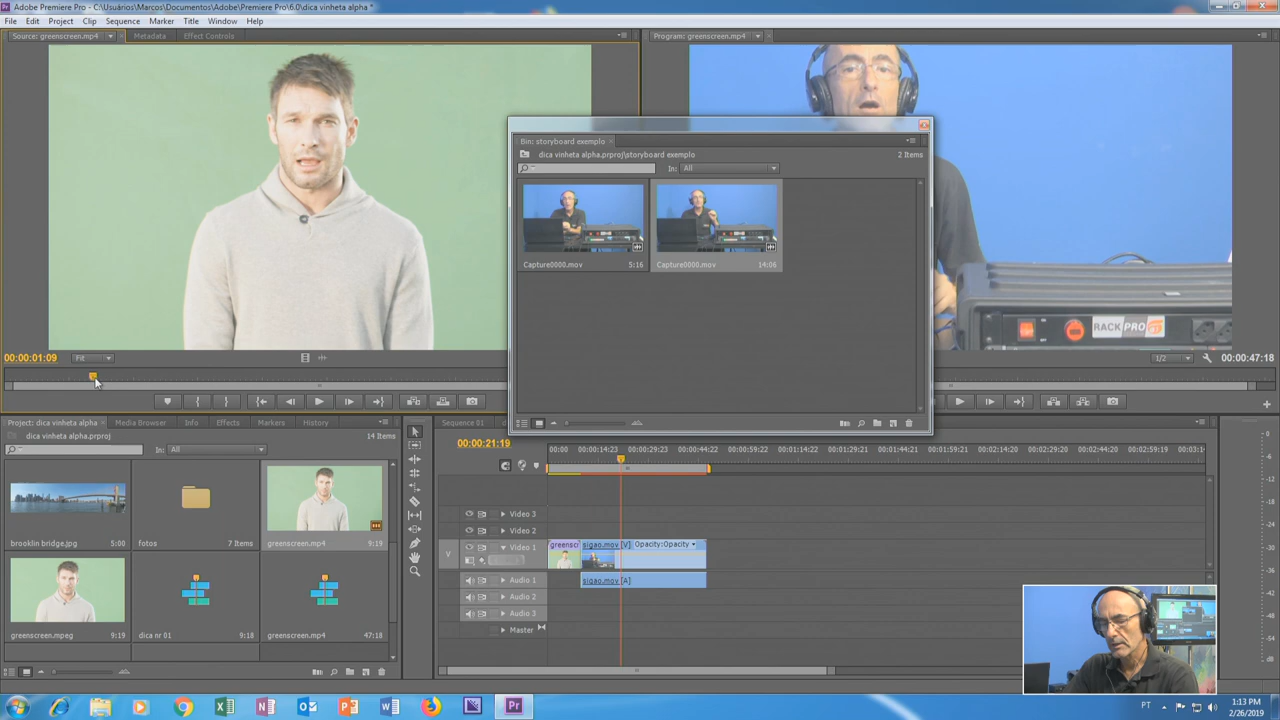 Adobe Premiere Pro - C:\Usuários\Marcos\Documentos\Adobe\Premiere Pro\6.0\dica vinheta alpha *
File Edit Project Clip Sequence Marker Title Window Help
Source: greenscreen.mp4 Metadata Effect Controls
Program: greenscreen.mp4
Bin: storyboard exemplo
dica vinheta alpha.prproj\storyboard exemplo 2 Items
In: All
Capture0000.mov 5:16
Capture0000.mov 14:06
RACK PRO
00:00:01:09 Fit
1/2 00:00:47:18
Project: dica vinheta alpha Media Browser Info Effects Markers History
dica vinheta alpha.prproj 14 Items
In: All
brooklin bridge.jpg 5:00
fotos 7 Items
greenscreen.mp4 9:19
greenscreen.mpeg 9:19
dica nr 01 9:18
greenscreen.mp4 47:18
Sequence 01
00:00:21:19
00:00 00:00:14:23 00:00:29:23 00:00:44:22 00:00:59:22 00:01:14:22 00:01:29:21 00:01:44:21 00:01:59:21 00:02:14:20 00:02:29:20 00:02:44:20 00:02:59:19
Video 3
Video 2
V Video 1
greensci sigao.mov [V] Opacity:Opacity
Audio 1 sigao.mov [A]
Audio 2
Audio 3
Master
0
-6
-12
-18
-24
-30
-36
PT 1:13 PM
2/26/2019